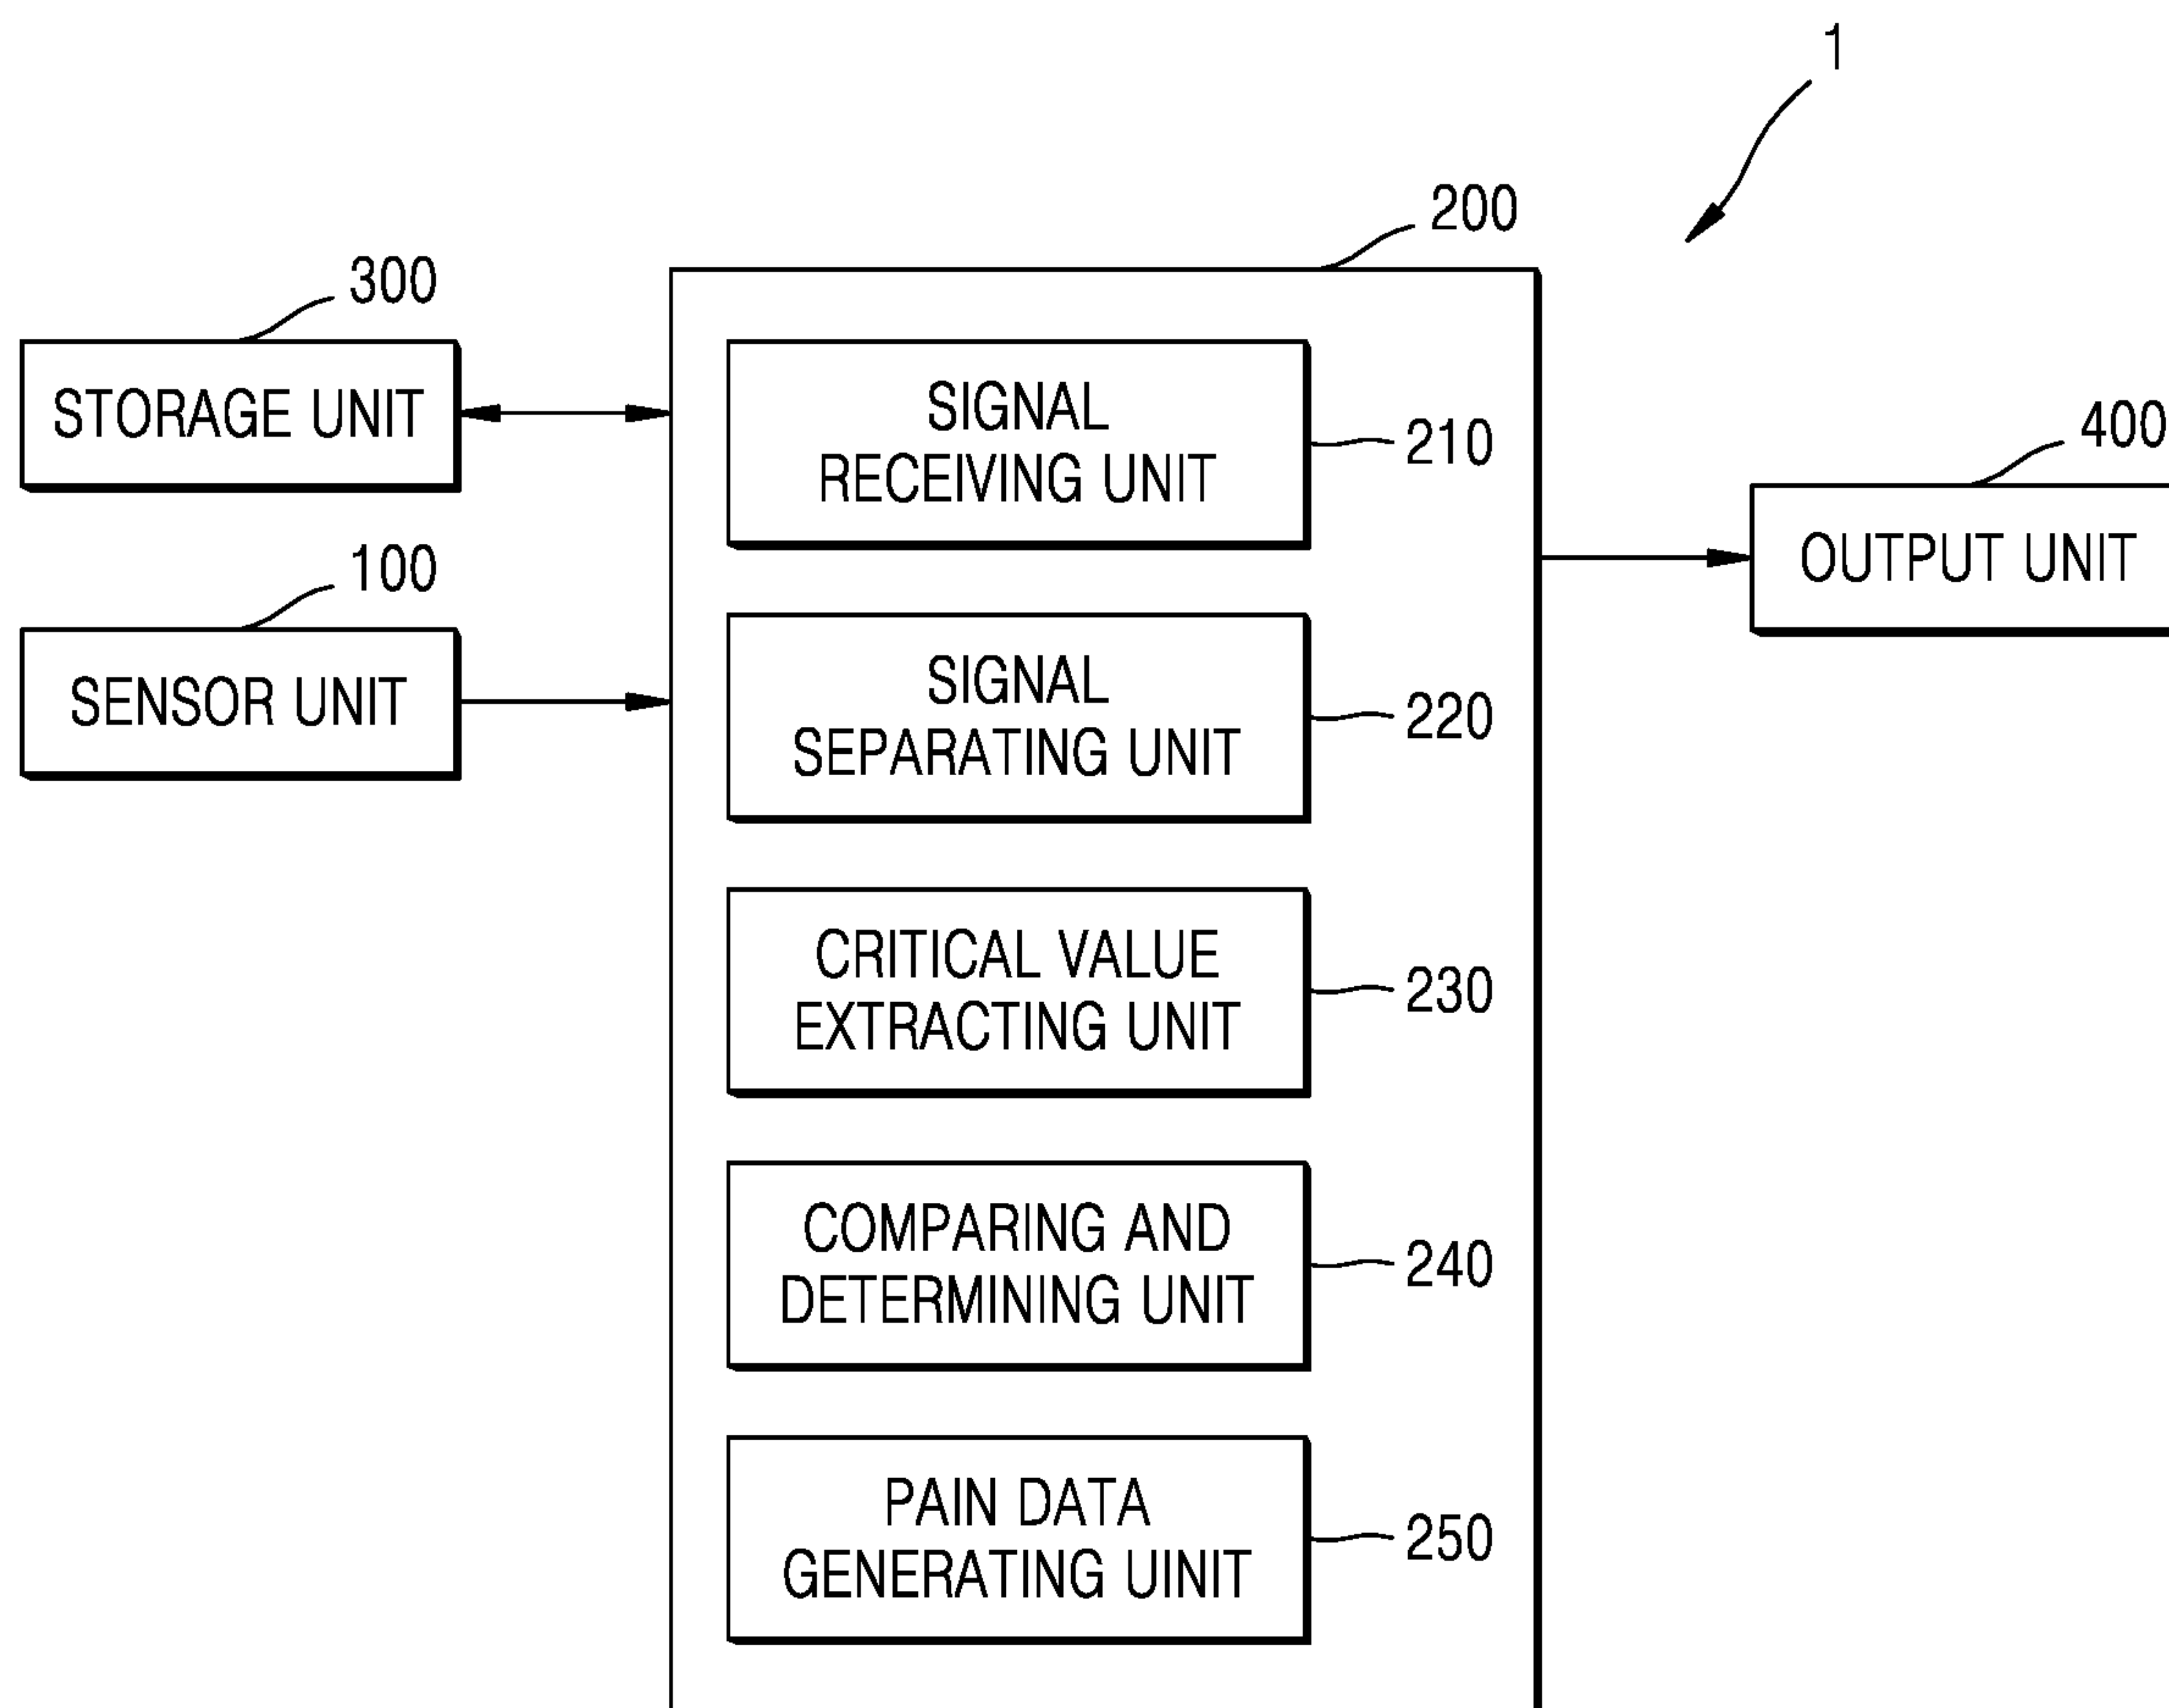 1
200
300
STORAGE UNIT
SIGNAL
RECEIVING UNIT
210
400
OUTPUT UNIT
100
SENSOR UNIT
SIGNAL
SEPARATING UNIT
220
CRITICAL VALUE
EXTRACTING UNIT
230
COMPARING AND
DETERMINING UNIT
240
PAIN DATA
GENERATING UINIT
250